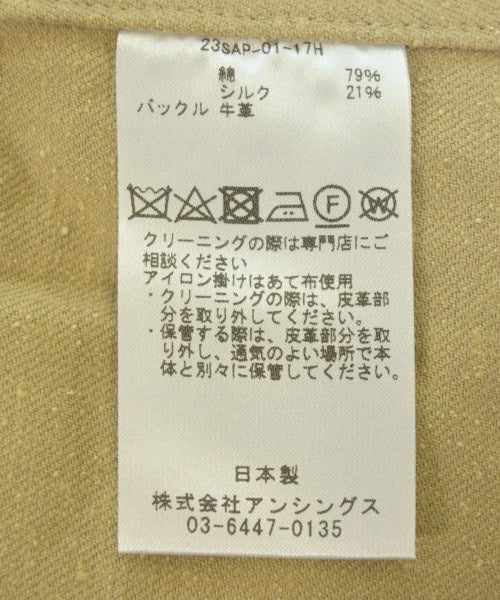 23SAP-01-17H
綿 79%
シルク 21%
バックル 牛革
F W
クリーニングの際は専門店にご
相談ください
アイロン掛けはあて布使用
・クリーニングの際は、皮革部
分を取り外してください。
・保管する際は、皮革部分を取
り外し、通気のよい場所で本
体と別々に保管してください。
日本製
株式会社アンシングス
03-6447-0135